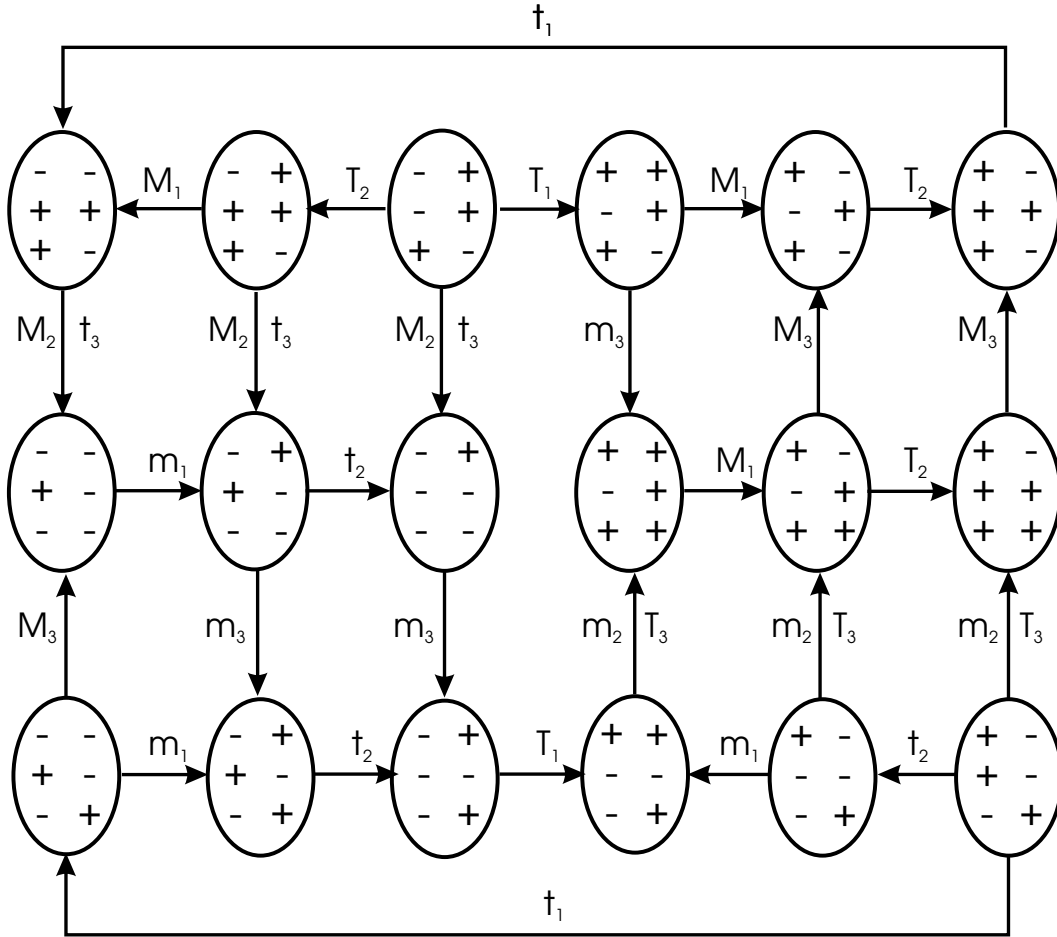 t₁
- - - + - + + + + - + -
M₁ T₂ T₁ M₁ T₂
+ + + + - + - + - + + +
+ - + - + - + - + - + -
M₂ t₃ M₂ t₃ M₂ t₃ m₃ M₃ M₃
- - - + - + + + + - + -
m₁ t₂ M₁ T₂
+ - + - - - - + - + + +
- - - - - - + + + + + +
M₃ m₃ m₃ m₂ T₃ m₂ T₃ m₂ T₃
- - - + - + + + + - + -
m₁ t₂ T₁ m₁ t₂
+ - + - - - - - - - + -
- + - + - + - + - + - +
t₁